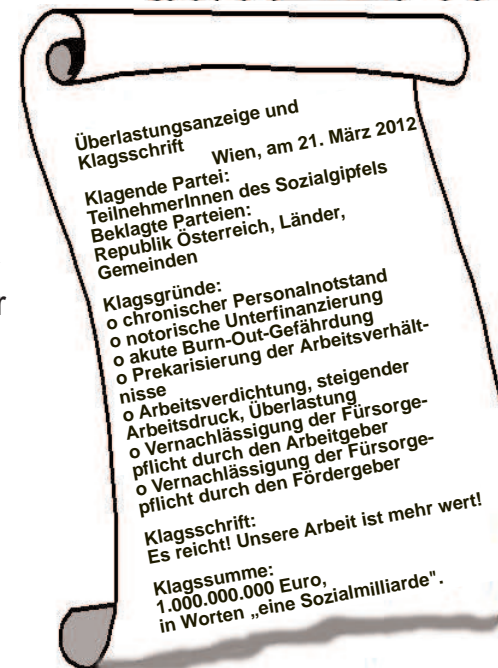 Überlastungsanzeige und
Klagsschrift
Wien, am 21. März 2012
Klagende Partei:
TeilnehmerInnen des Sozialgipfels
Beklagte Parteien:
Republik Österreich, Länder,
Gemeinden
Klagsgründe:
o chronischer Personalnotstand
o notorische Unterfinanzierung
o akute Burn-Out-Gefährdung
o Prekarisierung der Arbeitsverhält-
nisse
o Arbeitsverdichtung, steigender
Arbeitsdruck, Überlastung
o Vernachlässigung der Fürsorge-
pflicht durch den Arbeitgeber
o Vernachlässigung der Fürsorge-
pflicht durch den Fördergeber
Klagsschrift:
Es reicht! Unsere Arbeit ist mehr wert!
Klagssumme:
1.000.000.000 Euro,
in Worten „eine Sozialmilliarde".